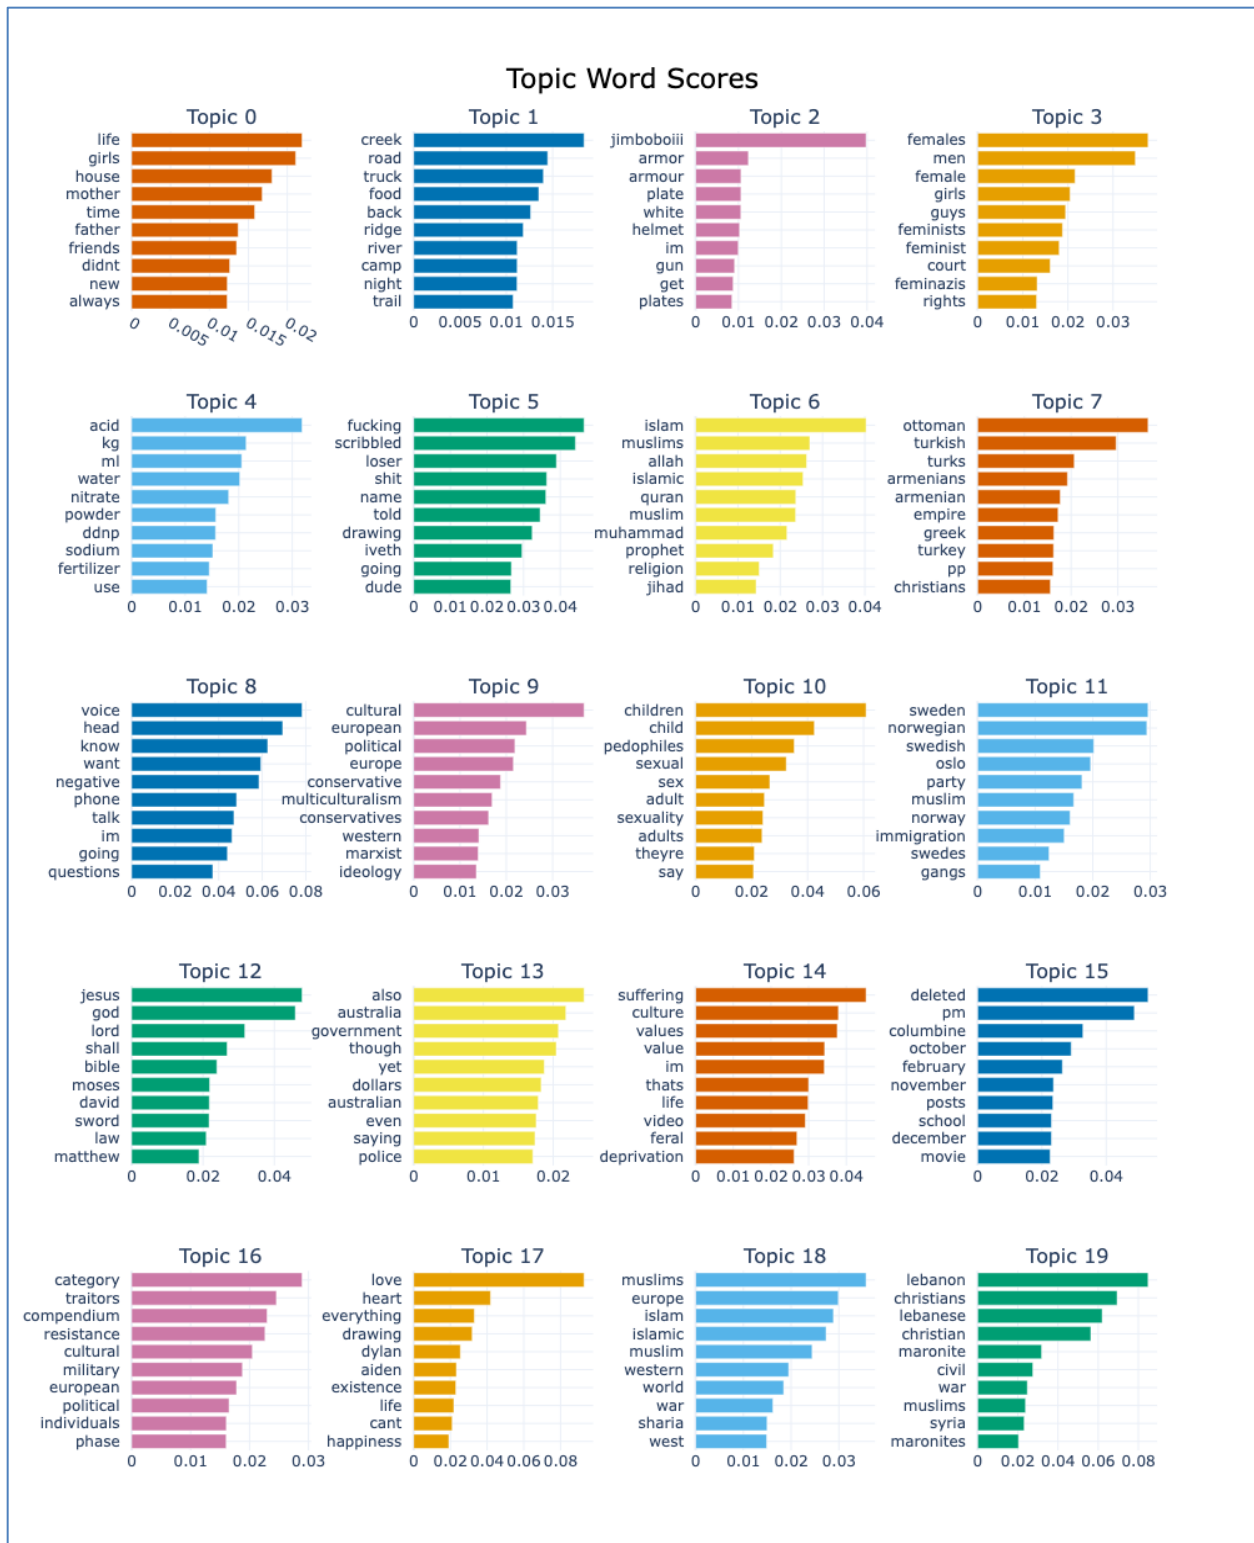 Topic Word Scores
Topic 0
life
girls
house
mother
time
father
friends
didnt
new
always
0 0.005 0.01 0.015 0.02
Topic 1
creek
road
truck
food
back
ridge
river
camp
night
trail
0 0.005 0.01 0.015
Topic 2
jimboboiii
armor
armour
plate
white
helmet
im
gun
get
plates
0 0.01 0.02 0.03 0.04
Topic 3
females
men
female
girls
guys
feminists
feminist
court
feminazis
rights
0 0.01 0.02 0.03
Topic 4
acid
kg
ml
water
nitrate
powder
ddnp
sodium
fertilizer
use
0 0.01 0.02 0.03
Topic 5
fucking
scribbled
loser
shit
name
told
drawing
iveth
going
dude
0 0.01 0.02 0.03 0.04
Topic 6
islam
muslims
allah
islamic
quran
muslim
muhammad
prophet
religion
jihad
0 0.01 0.02 0.03 0.04
Topic 7
ottoman
turkish
turks
armenians
armenian
empire
greek
turkey
pp
christians
0 0.01 0.02 0.03
Topic 8
voice
head
know
want
negative
phone
talk
im
going
questions
0 0.02 0.04 0.06 0.08
Topic 9
cultural
european
political
europe
conservative
multiculturalism
conservatives
western
marxist
ideology
0 0.01 0.02 0.03
Topic 10
children
child
pedophiles
sexual
sex
adult
sexuality
adults
theyre
say
0 0.02 0.04 0.06
Topic 11
sweden
norwegian
swedish
oslo
party
muslim
norway
immigration
swedes
gangs
0 0.01 0.02 0.03
Topic 12
jesus
god
lord
shall
bible
moses
david
sword
law
matthew
0 0.02 0.04
Topic 13
also
australia
government
though
yet
dollars
australian
even
saying
police
0 0.01 0.02
Topic 14
suffering
culture
values
value
im
thats
life
video
feral
deprivation
0 0.01 0.02 0.03 0.04
Topic 15
deleted
pm
columbine
october
february
november
posts
school
december
movie
0 0.02 0.04
Topic 16
category
traitors
compendium
resistance
cultural
military
european
political
individuals
phase
0 0.01 0.02 0.03
Topic 17
love
heart
everything
drawing
dylan
aiden
existence
life
cant
happiness
0 0.02 0.04 0.06 0.08
Topic 18
muslims
europe
islam
islamic
muslim
western
world
war
sharia
west
0 0.01 0.02 0.03
Topic 19
lebanon
christians
lebanese
christian
maronite
civil
war
muslims
syria
maronites
0 0.02 0.04 0.06 0.08